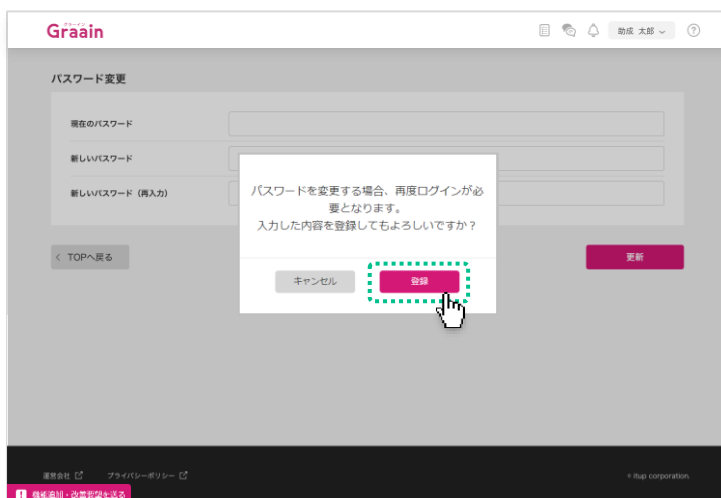 グラーイン
Graain
助成 太郎
?
パスワード変更
現在のパスワード
新しいパスワード
新しいパスワード（再入力）
パスワードを変更する場合、再度ログインが必
要となります。
入力した内容を登録してもよろしいですか？
キャンセル
登録
TOPへ戻る
更新
運営会社
プライバシーポリシー
© itup corporation.
! 機能追加・改善要望を送る